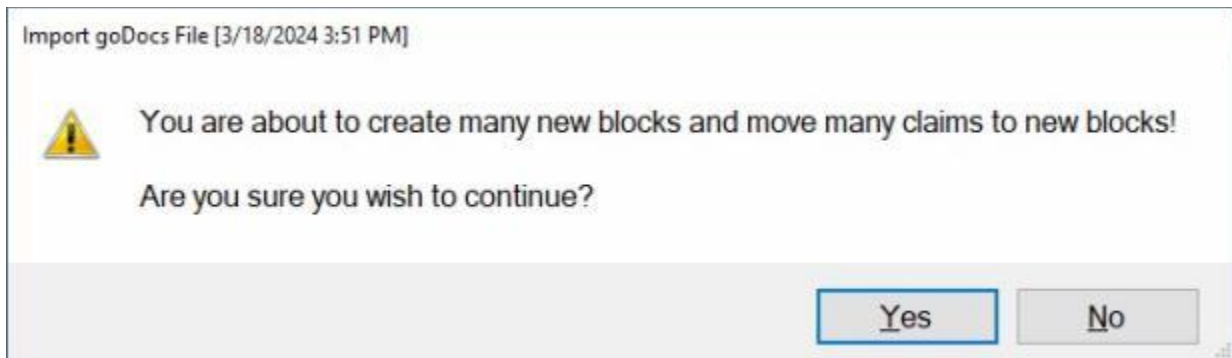 Import goDocs File [3/18/2024 3:51 PM]
You are about to create many new blocks and move many claims to new blocks!
Are you sure you wish to continue?
Yes No